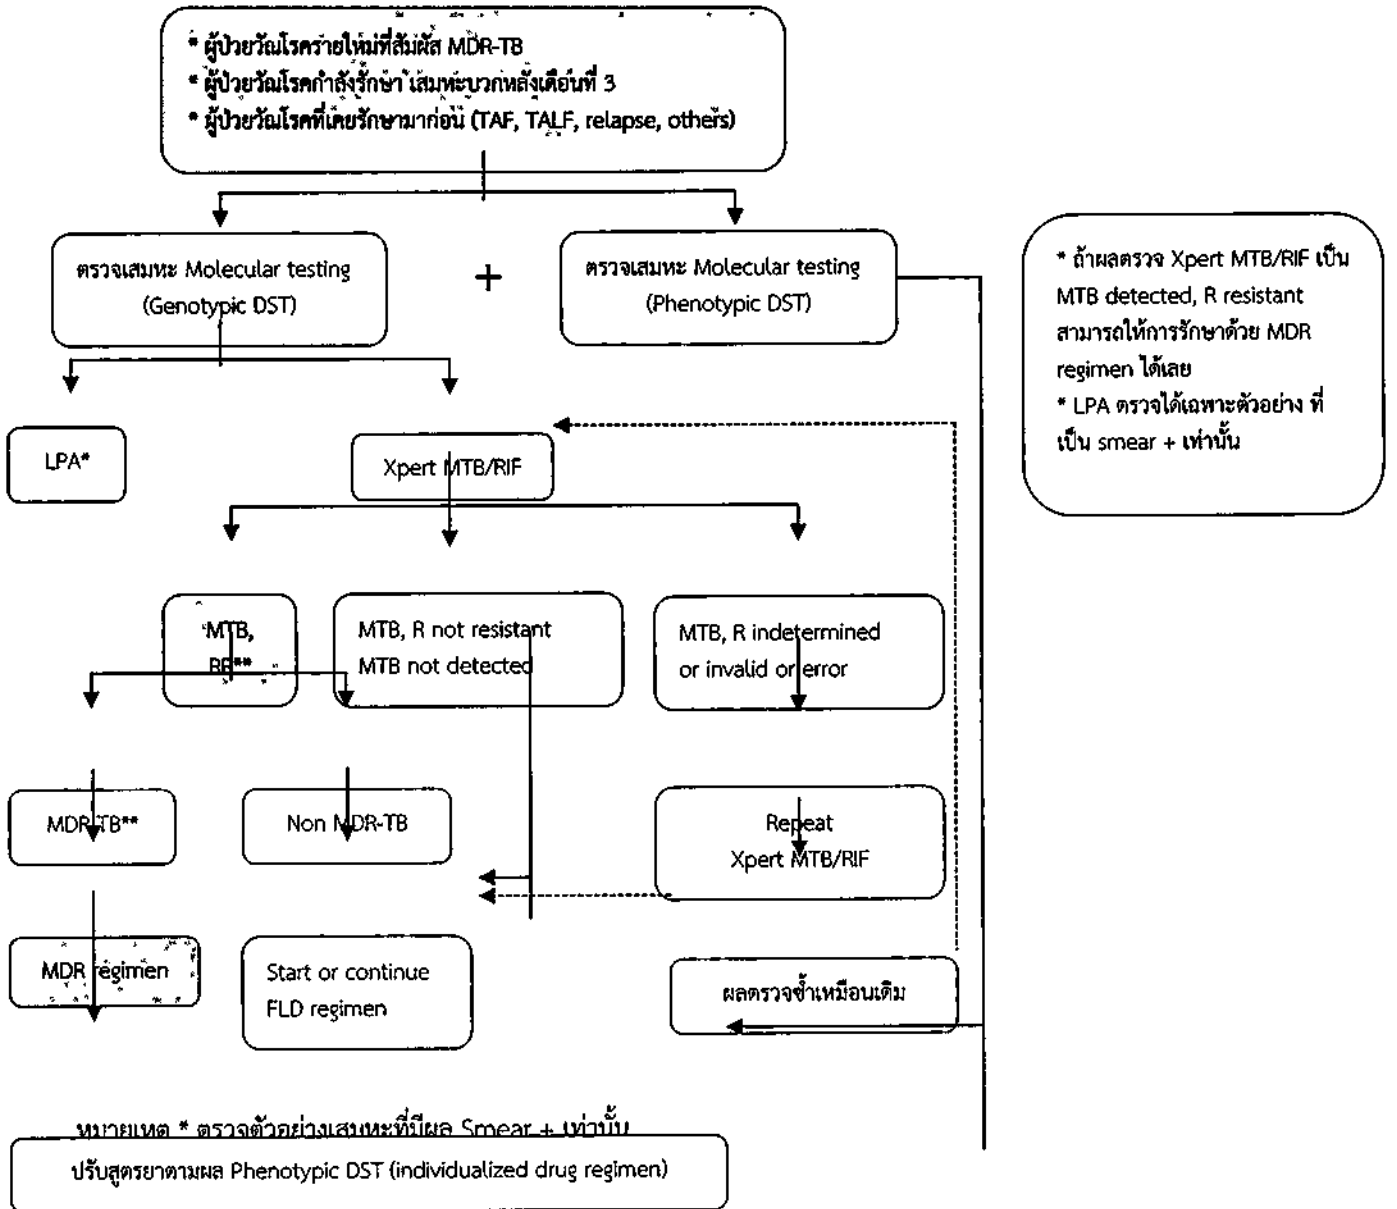 * ผู้ป่วยวัณโรครายใหม่ที่สัมผัส MDR-TB
* ผู้ป่วยวัณโรคกำลังรักษา เสมหะบวกหลังเดือนที่ 3
* ผู้ป่วยวัณโรคที่เคยรักษามาก่อน (TAF, TALF, relapse, others)
ตรวจเสมหะ Molecular testing
(Genotypic DST)
+
ตรวจเสมหะ Molecular testing
(Phenotypic DST)
* ถ้าผลตรวจ Xpert MTB/RIF เป็น
MTB detected, R resistant
สามารถให้การรักษาด้วย MDR
regimen ได้เลย
* LPA ตรวจได้เฉพาะตัวอย่าง ที่
เป็น smear + เท่านั้น
LPA*
Xpert MTB/RIF
MTB,
RR**
MTB, R not resistant
MTB not detected
MTB, R indetermined
or invalid or error
MDR-TB**
Non MDR-TB
Repeat
Xpert MTB/RIF
MDR regimen
Start or continue
FLD regimen
ผลตรวจซ้ำเหมือนเดิม
หมายเหตุ * ตรวจตัวอย่างเสมหะที่มีผล Smear + เท่านั้น
ปรับสูตรยาตามผล Phenotypic DST (individualized drug regimen)